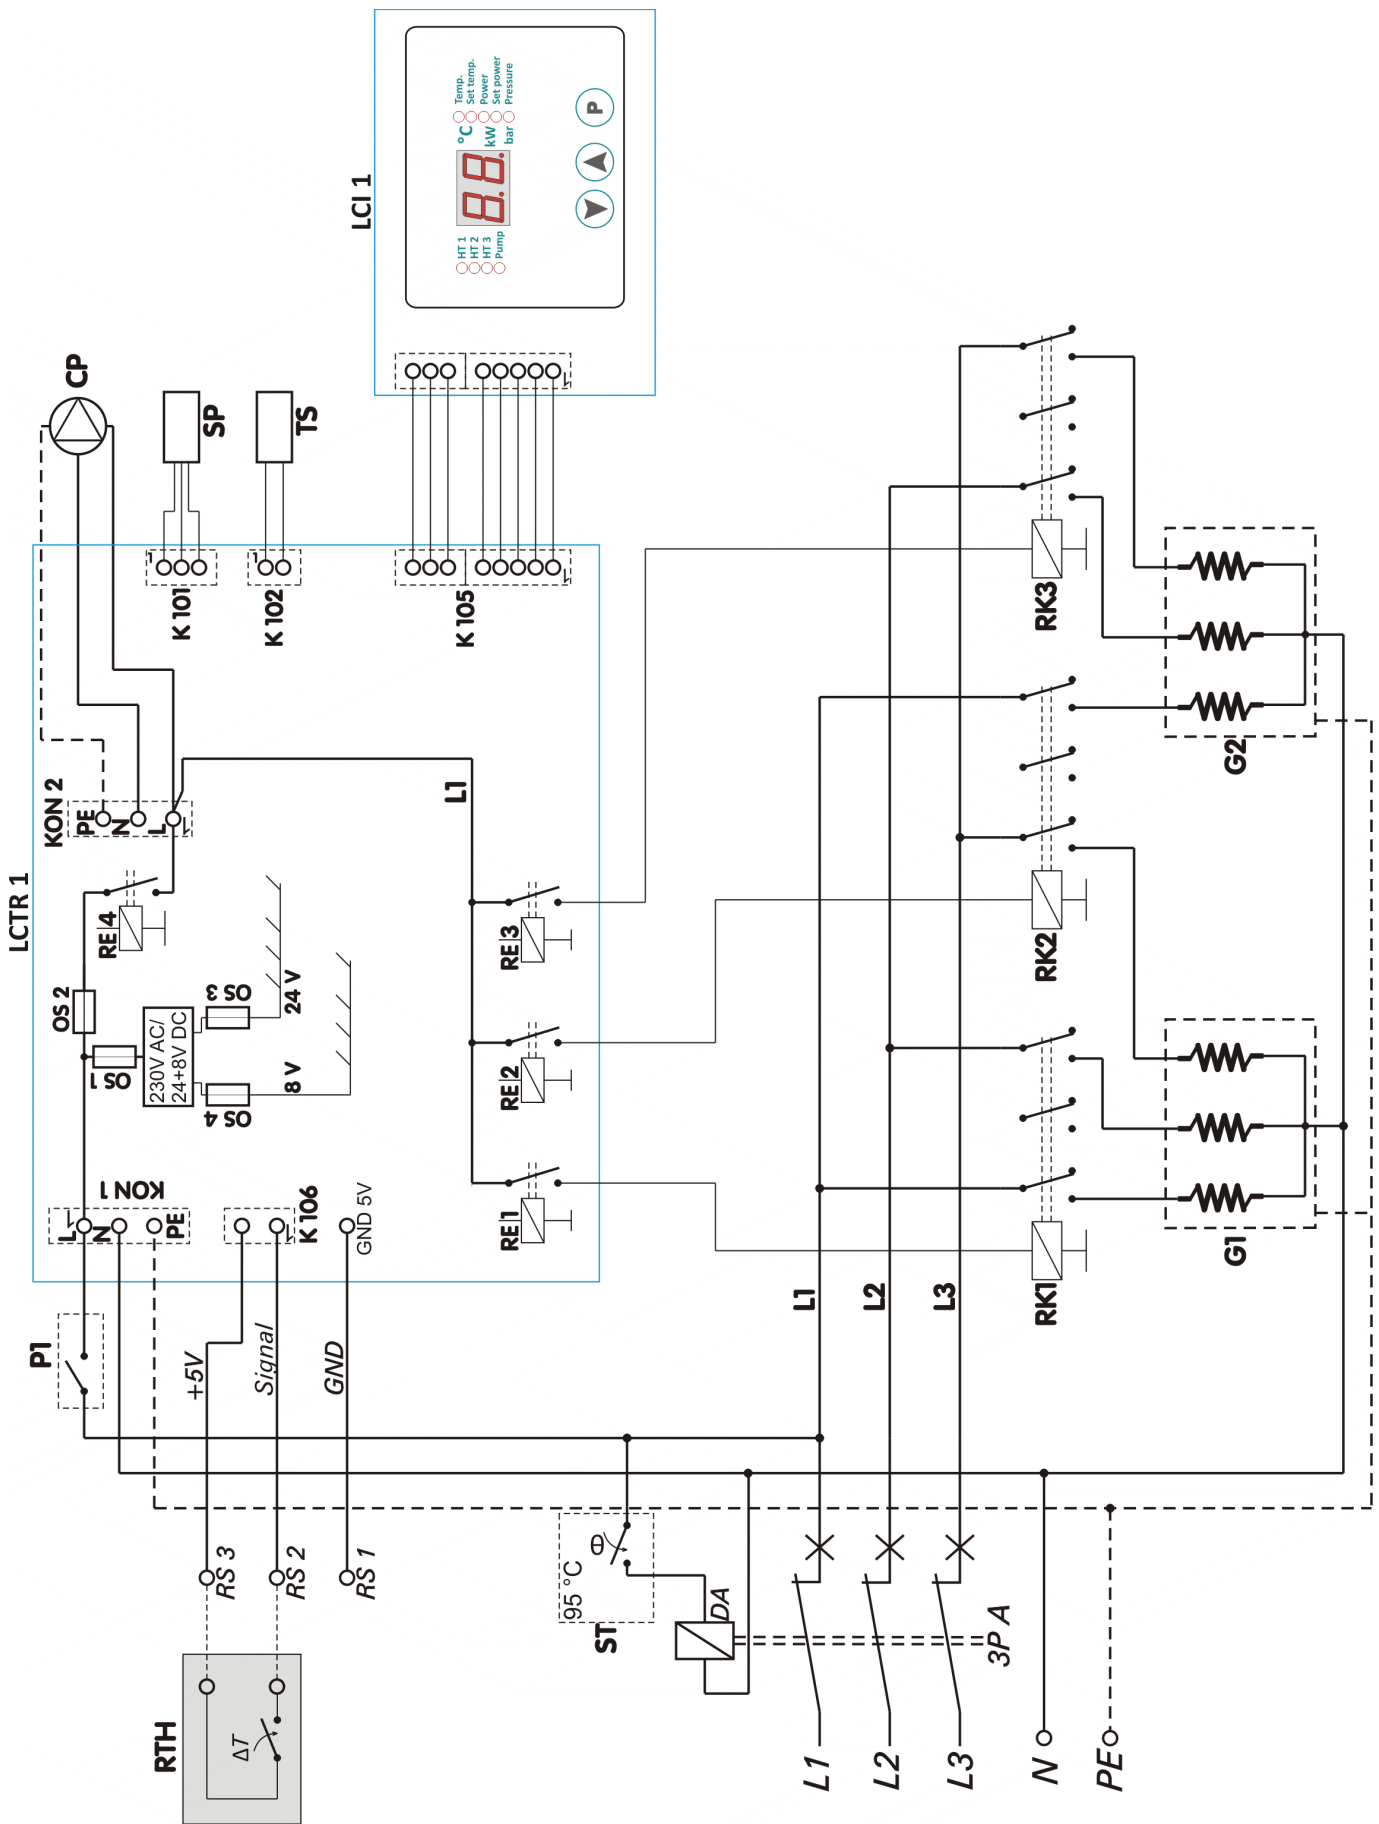 LCI 1
HT 1
HT 2
HT 3
Pump
8.8.
°C
kW
bar
Temp.
Set temp.
Power
Set power
Pressure
P
LCTR 1
CP
SP
TS
K 101
K 102
K 105
KON 2
PE
N
L
1
L1
RE 4
OS 2
OS 1
230V AC/
24+8V DC
OS 3
OS 4
24 V
8 V
RE 1
RE 2
RE 3
KON 1
L
N
PE
1
K 106
GND 5V
P1
+5V
Signal
GND
RS 3
RS 2
RS 1
RTH
ΔT
95 °C
θ
ST
DA
3P A
L1
L2
L3
N
PE
L1
L2
L3
RK1
RK2
RK3
G1
G2